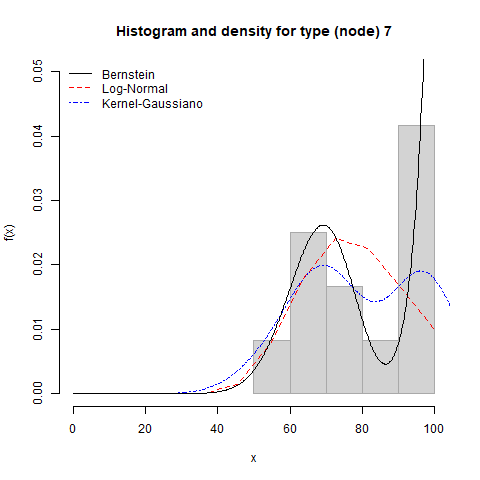 Histogram and density for type (node) 7
Bernstein
Log-Normal
Kernel-Gaussiano
0.05
0.04
0.03
0.02
0.01
0.00
f(x)
0 20 40 60 80 100
x